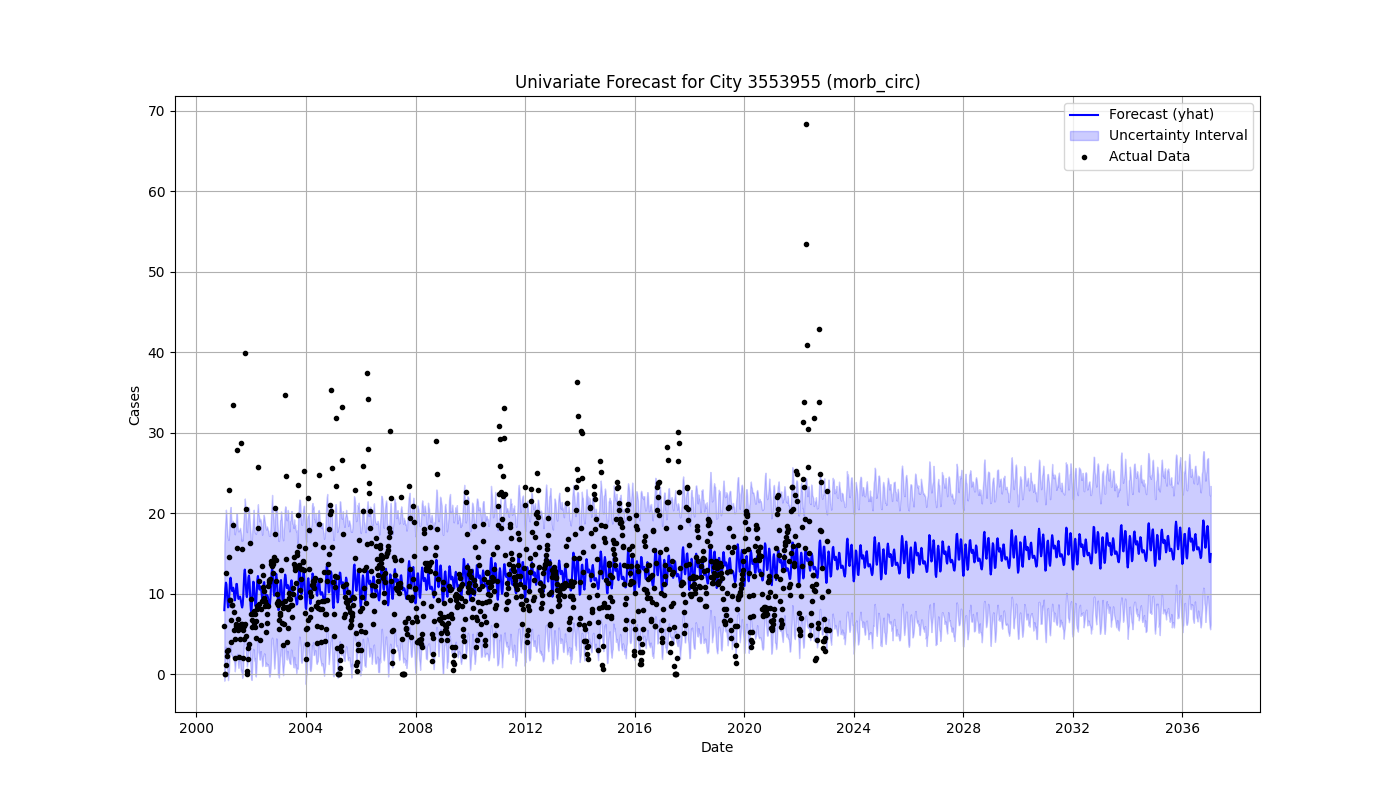 Univariate Forecast for City 3553955 (morb_circ)
Forecast (yhat)
Uncertainty Interval
Actual Data
70
60
50
40
30
20
10
0
Cases
2000 2004 2008 2012 2016 2020 2024 2028 2032 2036
Date